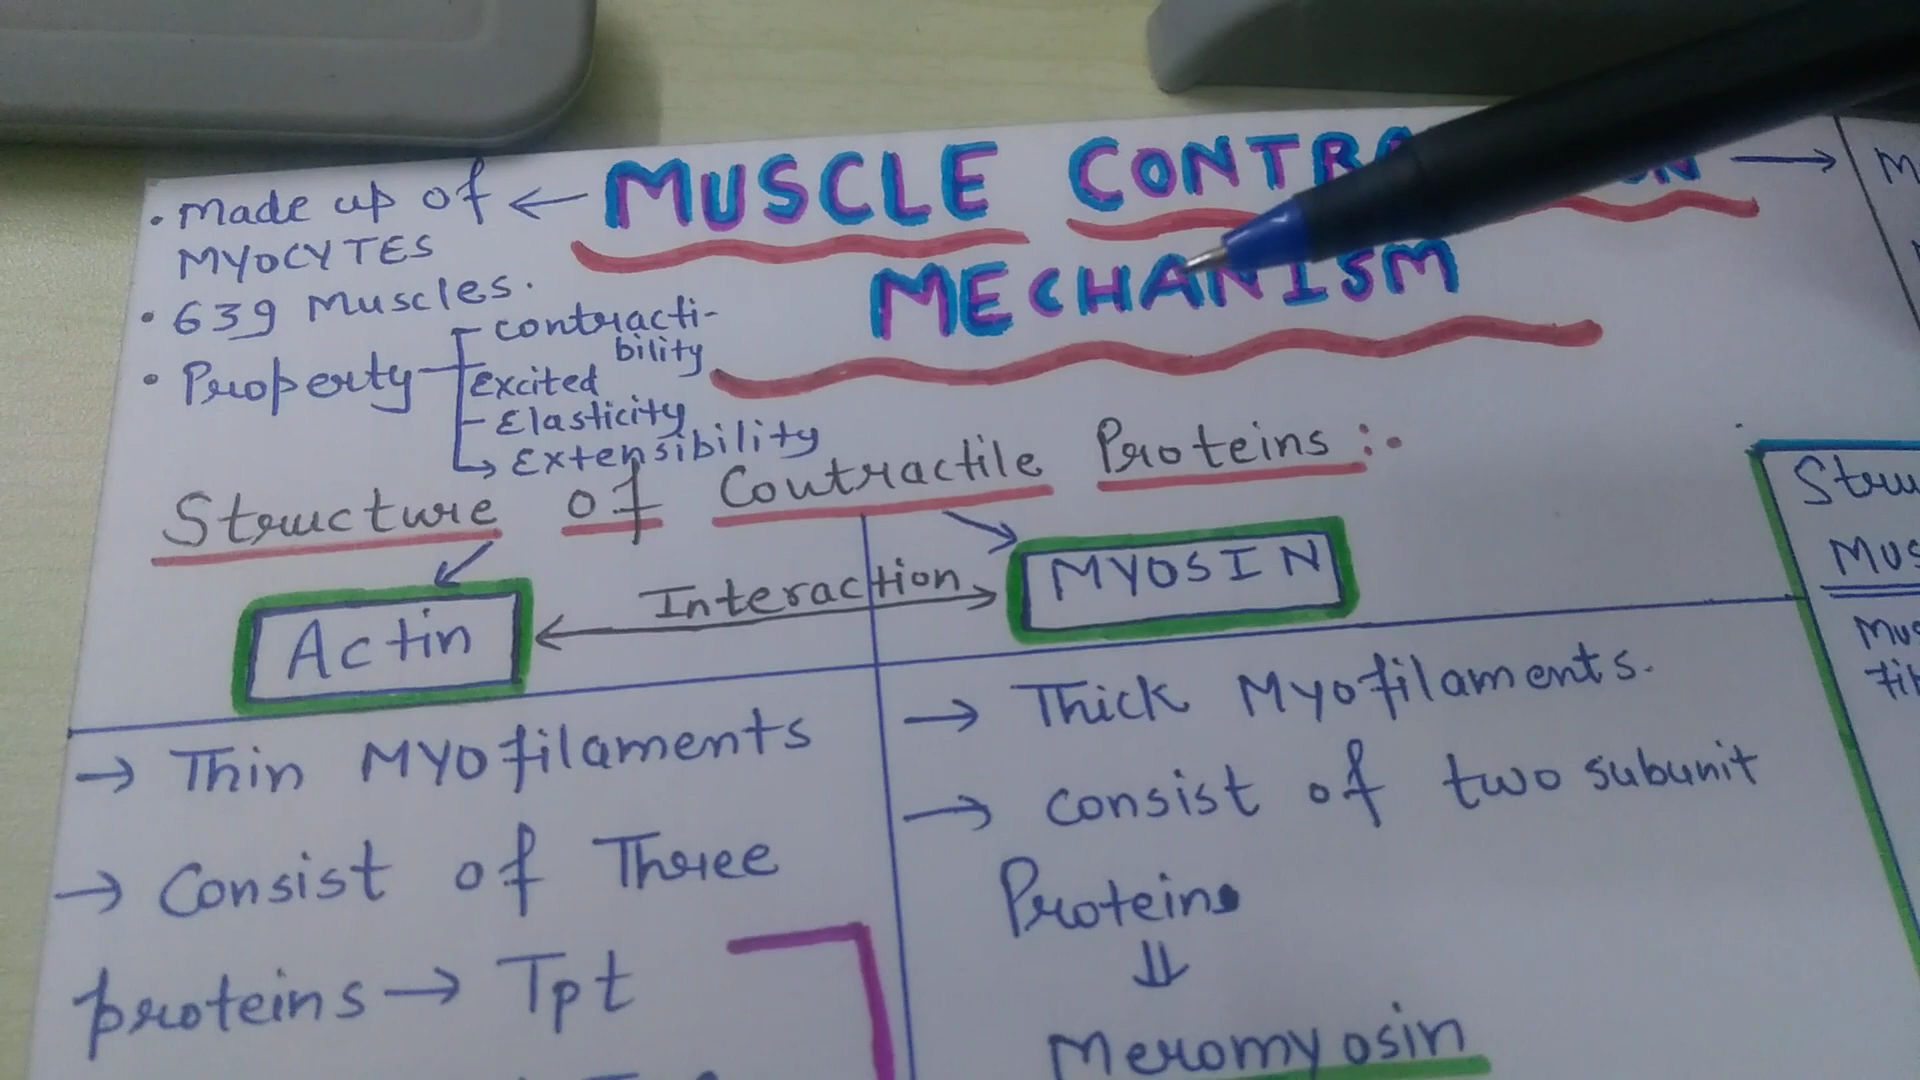 MUSCLE CONTRA
MECHANISM
• Made up of
MYOCYTES
• 639 Muscles.
• Property
contracti-
bility
Excited
Elasticity
Extensibility
Structure of Contractile Proteins :-
Actin
Interaction
MYOSIN
→ Thin Myofilaments
→ Consist of Three
proteins → Tpt
→ Thick Myofilaments.
→ consist of two subunit
Proteins
Meromyosin